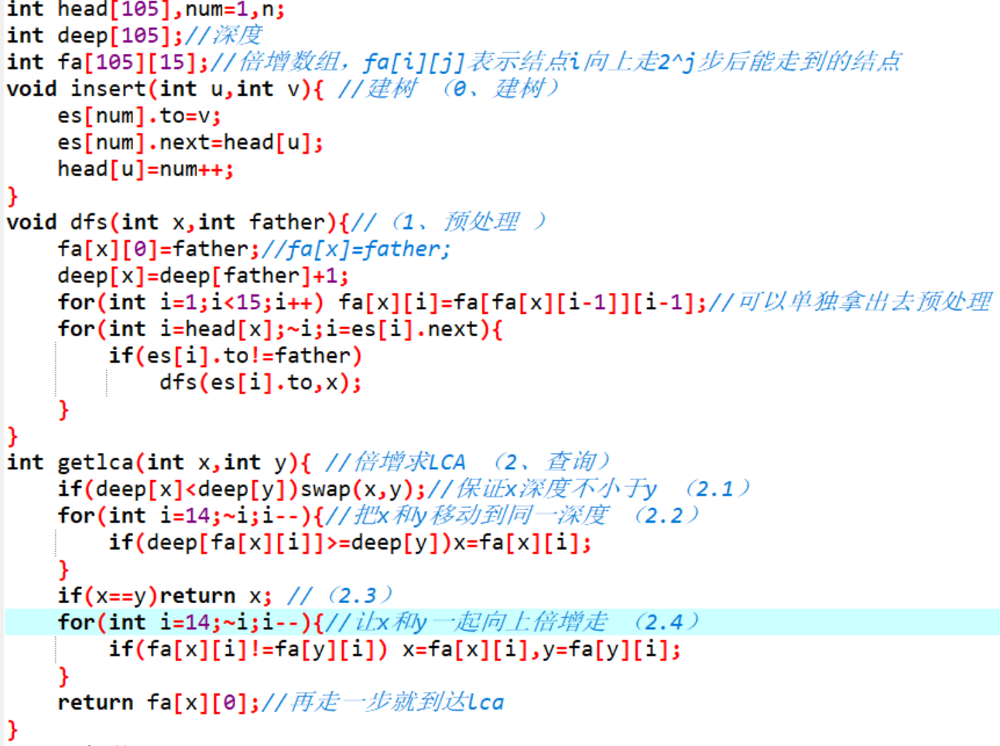 int head[105],num=1,n;
int deep[105];//深度
int fa[105][15];//倍增数组，fa[i][j]表示结点i向上走2^j步后能走到的结点
void insert(int u,int v){ //建树 （0、建树）
    es[num].to=v;
    es[num].next=head[u];
    head[u]=num++;
}
void dfs(int x,int father){//（1、预处理 ）
    fa[x][0]=father;//fa[x]=father;
    deep[x]=deep[father]+1;
    for(int i=1;i<15;i++) fa[x][i]=fa[fa[x][i-1]][i-1];//可以单独拿出去预处理
    for(int i=head[x];~i;i=es[i].next){
        if(es[i].to!=father)
            dfs(es[i].to,x);
    }
}
int getlca(int x,int y){ //倍增求LCA （2、查询）
    if(deep[x]<deep[y])swap(x,y);//保证x深度不小于y （2.1）
    for(int i=14;~i;i--){//把x和y移动到同一深度 （2.2）
        if(deep[fa[x][i]]>=deep[y])x=fa[x][i];
    }
    if(x==y)return x; //（2.3）
    for(int i=14;~i;i--){//让x和y一起向上倍增走 （2.4）
        if(fa[x][i]!=fa[y][i]) x=fa[x][i],y=fa[y][i];
    }
    return fa[x][0];//再走一步就到达lca
}